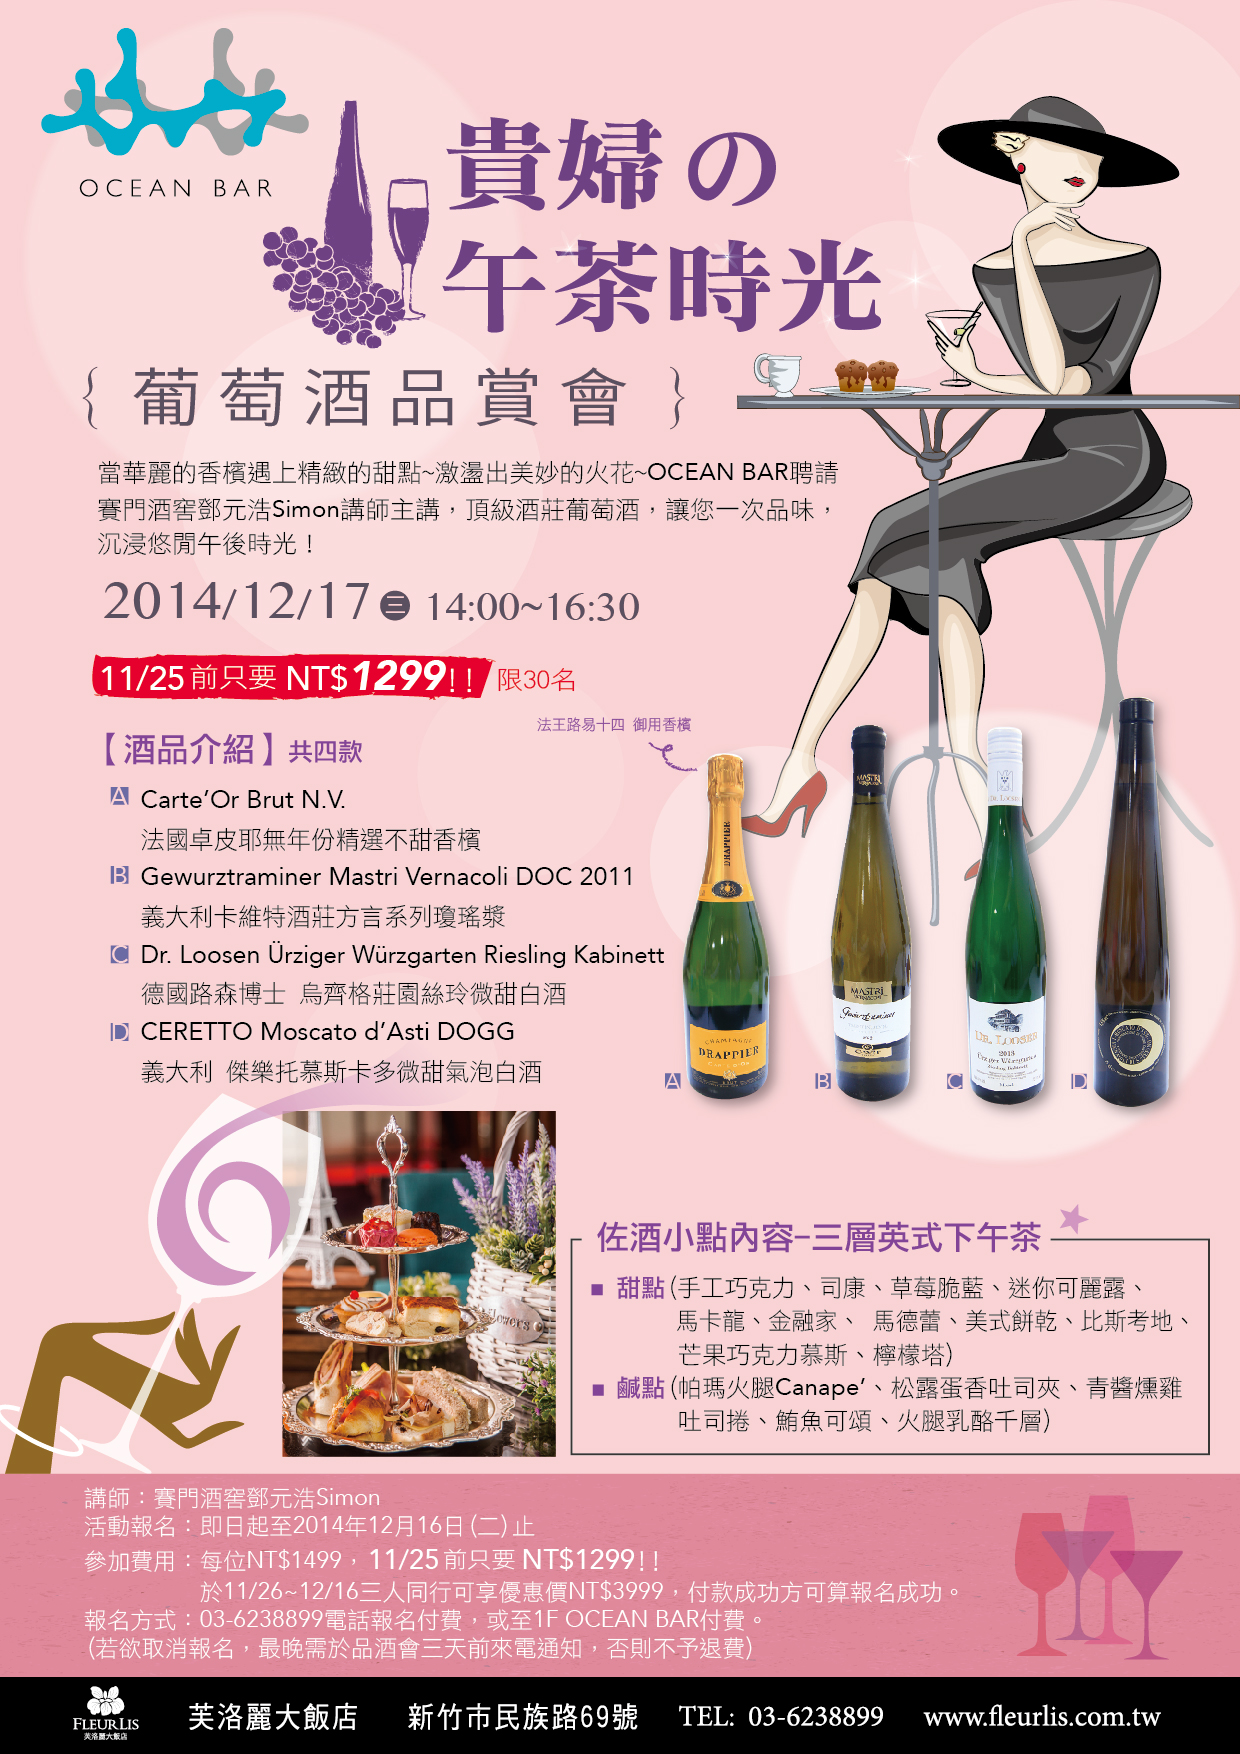 OCEAN BAR
貴婦の
午茶時光
{ 葡萄酒品賞會 }
當華麗的香檳遇上精緻的甜點~激盪出美妙的火花~OCEAN BAR聘請
賽門酒窖鄧元浩Simon講師主講，頂級酒莊葡萄酒，讓您一次品味，
沉浸悠閒午後時光！
2014/12/17 三 14:00~16:30
11/25 前只要 NT$1299!! 限30名
法王路易十四 御用香檳
【酒品介紹】共四款
A Carte’Or Brut N.V.
法國卓皮耶無年份精選不甜香檳
B Gewurztraminer Mastri Vernacoli DOC 2011
義大利卡維特酒莊方言系列瓊瑤漿
C Dr. Loosen Ürziger Würzgarten Riesling Kabinett
德國路森博士 烏齊格莊園絲玲微甜白酒
D CERETTO Moscato d’Asti DOGG
義大利 傑樂托慕斯卡多微甜氣泡白酒
DRAPPIER
CHAMPAGNE
DRAPPIER
MASTRI
MASTRI
Gewürztraminer
DR. LOOSEN
DR. LOOSEN
2013
Ürziger Würzgarten
A
B
C
D
flowers
佐酒小點內容-三層英式下午茶
■ 甜點 (手工巧克力、司康、草莓脆藍、迷你可麗露、
馬卡龍、金融家、 馬德蕾、美式餅乾、比斯考地、
芒果巧克力慕斯、檸檬塔)
■ 鹹點 (帕瑪火腿Canape’、松露蛋香吐司夾、青醬燻雞
吐司捲、鮪魚可頌、火腿乳酪千層)
講師：賽門酒窖鄧元浩Simon
活動報名：即日起至2014年12月16日 (二) 止
參加費用：每位NT$1499，11/25 前只要 NT$1299!!
於11/26~12/16三人同行可享優惠價NT$3999，付款成功方可算報名成功。
報名方式：03-6238899電話報名付費，或至1F OCEAN BAR付費。
(若欲取消報名，最晚需於品酒會三天前來電通知，否則不予退費)
FLEURLIS
芙洛麗大飯店
芙洛麗大飯店 新竹市民族路69號 TEL: 03-6238899 www.fleurlis.com.tw